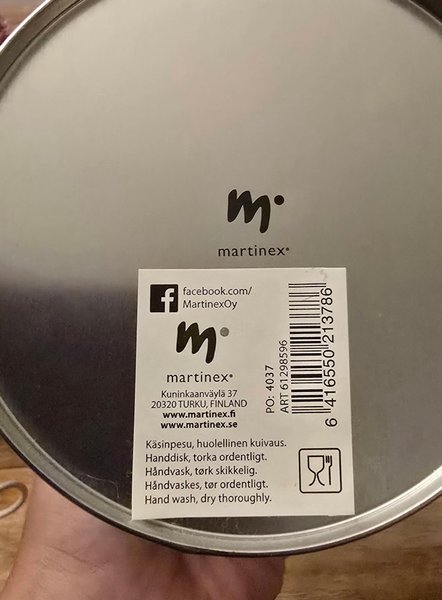 m
martinex®
facebook.com/
MartinexOy
m
martinex®
Kuninkaanväylä 37
20320 TURKU, FINLAND
www.martinex.fi
www.martinex.se
PO: 4037
ART 61298596
6 416550 213786
Käsinpesu, huolellinen kuivaus.
Handdisk, torka ordentligt.
Håndvask, tørk skikkelig.
Håndvaskes, tør ordentligt.
Hand wash, dry thoroughly.